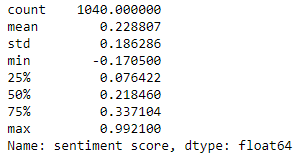 count    1040.000000
mean        0.228807
std         0.186286
min        -0.170500
25%         0.076422
50%         0.218460
75%         0.337104
max         0.992100
Name: sentiment score, dtype: float64